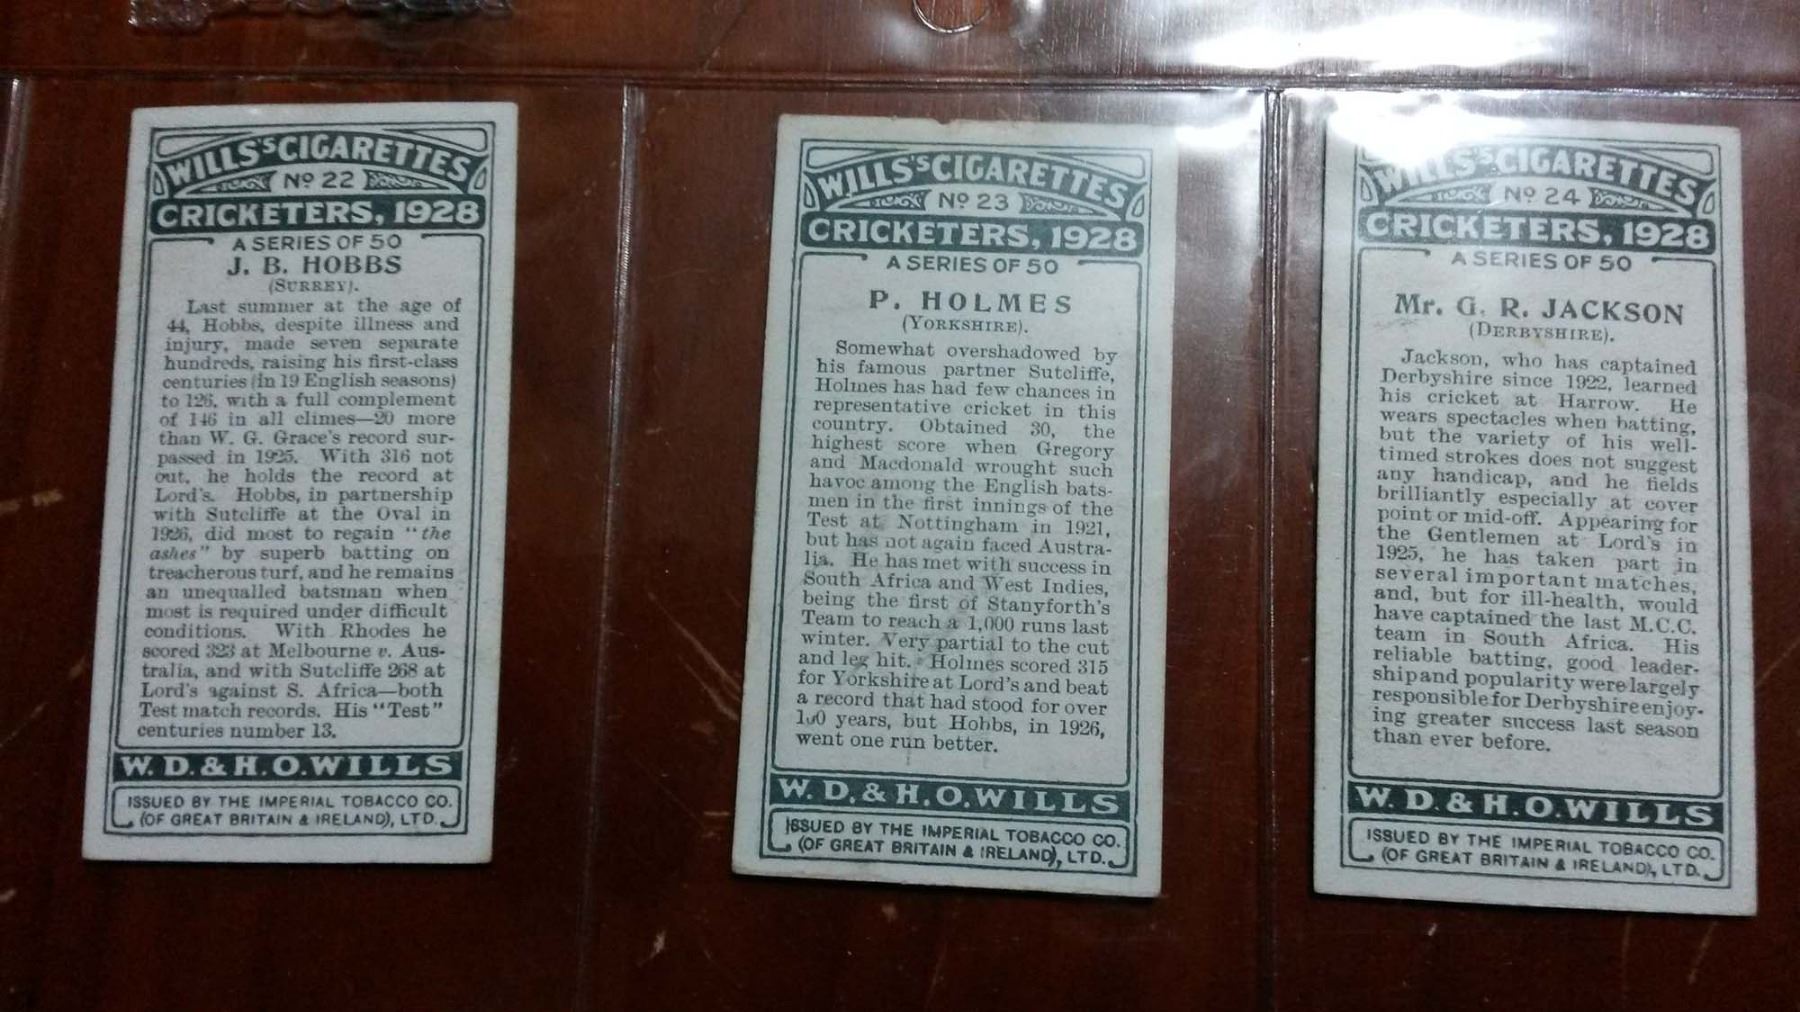 WILLS'S CIGARETTES
Nº 22
CRICKETERS, 1928
A SERIES OF 50
J. B. HOBBS
(SURREY).
Last summer at the age of
44, Hobbs, despite illness and
injury, made seven separate
hundreds, raising his first-class
centuries (in 19 English seasons)
to 126, with a full complement
of 146 in all climes—20 more
than W. G. Grace's record sur-
passed in 1925. With 316 not
out, he holds the record at
Lord's. Hobbs, in partnership
with Sutcliffe at the Oval in
1926, did most to regain "the
ashes" by superb batting on
treacherous turf, and he remains
an unequalled batsman when
most is required under difficult
conditions. With Rhodes he
scored 323 at Melbourne v. Aus-
tralia, and with Sutcliffe 268 at
Lord's against S. Africa—both
Test match records. His "Test"
centuries number 13.
W. D. & H. O. WILLS
ISSUED BY THE IMPERIAL TOBACCO CO.
(OF GREAT BRITAIN & IRELAND), LTD.
WILLS'S CIGARETTES
Nº 23
CRICKETERS, 1928
A SERIES OF 50
P. HOLMES
(YORKSHIRE).
Somewhat overshadowed by
his famous partner Sutcliffe,
Holmes has had few chances in
representative cricket in this
country. Obtained 30, the
highest score when Gregory
and Macdonald wrought such
havoc among the English bats-
men in the first innings of the
Test at Nottingham in 1921,
but has not again faced Austra-
lia. He has met with success in
South Africa and West Indies,
being the first of Stanyforth's
Team to reach a 1,000 runs last
winter. Very partial to the cut
and leg hit. Holmes scored 315
for Yorkshire at Lord's and beat
a record that had stood for over
100 years, but Hobbs, in 1926,
went one run better.
W. D. & H. O. WILLS
ISSUED BY THE IMPERIAL TOBACCO CO.
(OF GREAT BRITAIN & IRELAND), LTD.
WILLS'S CIGARETTES
Nº 24
CRICKETERS, 1928
A SERIES OF 50
Mr. G. R. JACKSON
(DERBYSHIRE).
Jackson, who has captained
Derbyshire since 1922, learned
his cricket at Harrow. He
wears spectacles when batting,
but the variety of his well-
timed strokes does not suggest
any handicap, and he fields
brilliantly especially at cover
point or mid-off. Appearing for
the Gentlemen at Lord's in
1925, he has taken part in
several important matches,
and, but for ill-health, would
have captained the last M.C.C.
team in South Africa. His
reliable batting, good leader-
ship and popularity were largely
responsible for Derbyshire enjoy-
ing greater success last season
than ever before.
W. D. & H. O. WILLS
ISSUED BY THE IMPERIAL TOBACCO CO.
(OF GREAT BRITAIN & IRELAND), LTD.